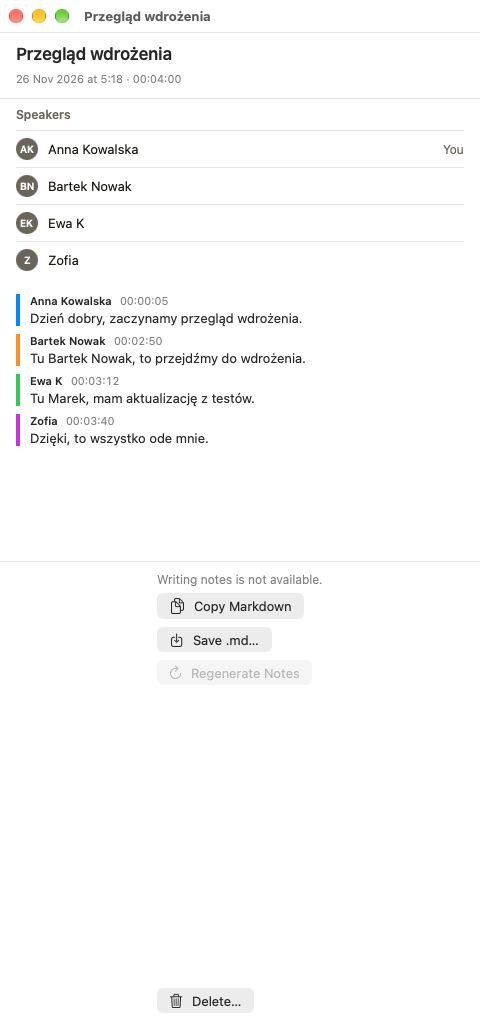 Przegląd wdrożenia
Przegląd wdrożenia
26 Nov 2026 at 5:18 · 00:04:00
Speakers
AK Anna Kowalska You
BN Bartek Nowak
EK Ewa K
Z Zofia
Anna Kowalska 00:00:05
Dzień dobry, zaczynamy przegląd wdrożenia.
Bartek Nowak 00:02:50
Tu Bartek Nowak, to przejdźmy do wdrożenia.
Ewa K 00:03:12
Tu Marek, mam aktualizację z testów.
Zofia 00:03:40
Dzięki, to wszystko ode mnie.
Writing notes is not available.
Copy Markdown
Save .md…
Regenerate Notes
Delete…